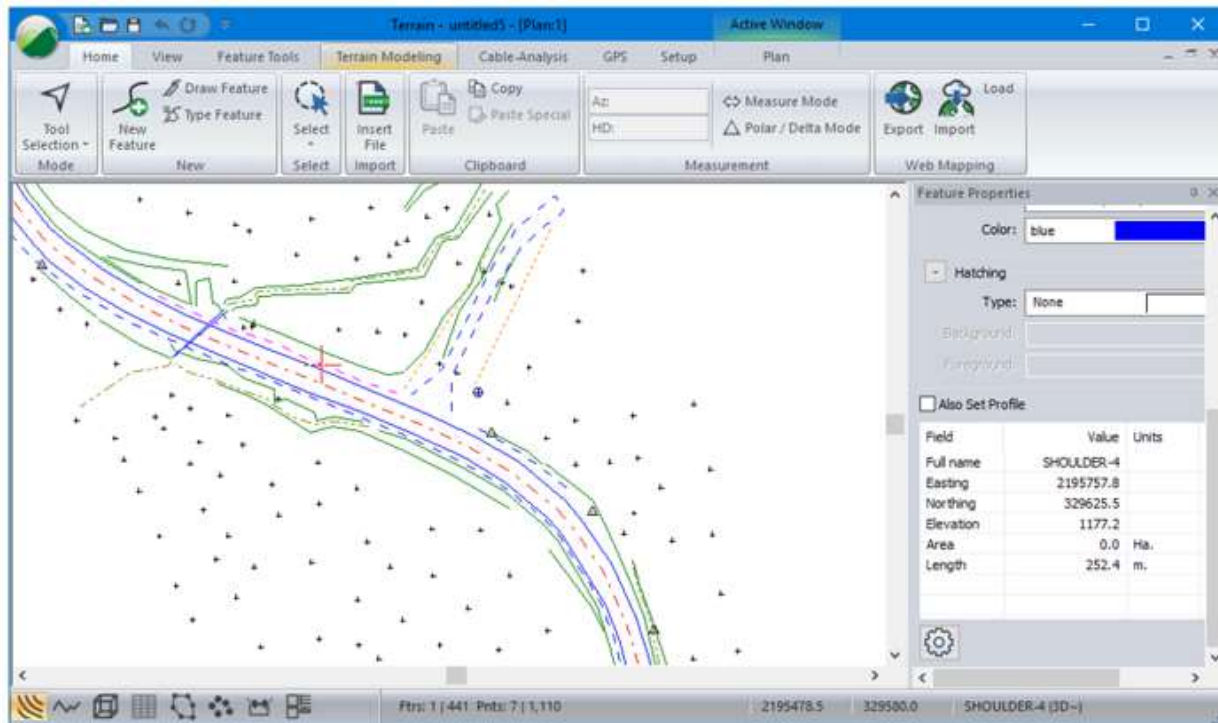 Terrain - untitled5 - [Plan:1]
Active Window
Home View Feature Tools Terrain Modeling Cable-Analysis GPS Setup Plan
Tool Selection
Mode
New Feature
Draw Feature
Type Feature
New
Select
Select
Insert File
Import
Paste
Copy
Paste Special
Clipboard
Az:
HD:
Measure Mode
Polar / Delta Mode
Measurement
Export
Import
Load
Web Mapping
Feature Properties
Color: blue
Hatching
Type: None
Background:
Foreground:
Also Set Profile
Field Value Units
Full name SHOULDER-4
Easting 2195757.8
Northing 329625.5
Elevation 1177.2
Area 0.0 Ha.
Length 252.4 m.
Ftrs: 1 | 441 Pnts: 7 | 1,110 2195478.5 329580.0 SHOULDER-4 (3D~)